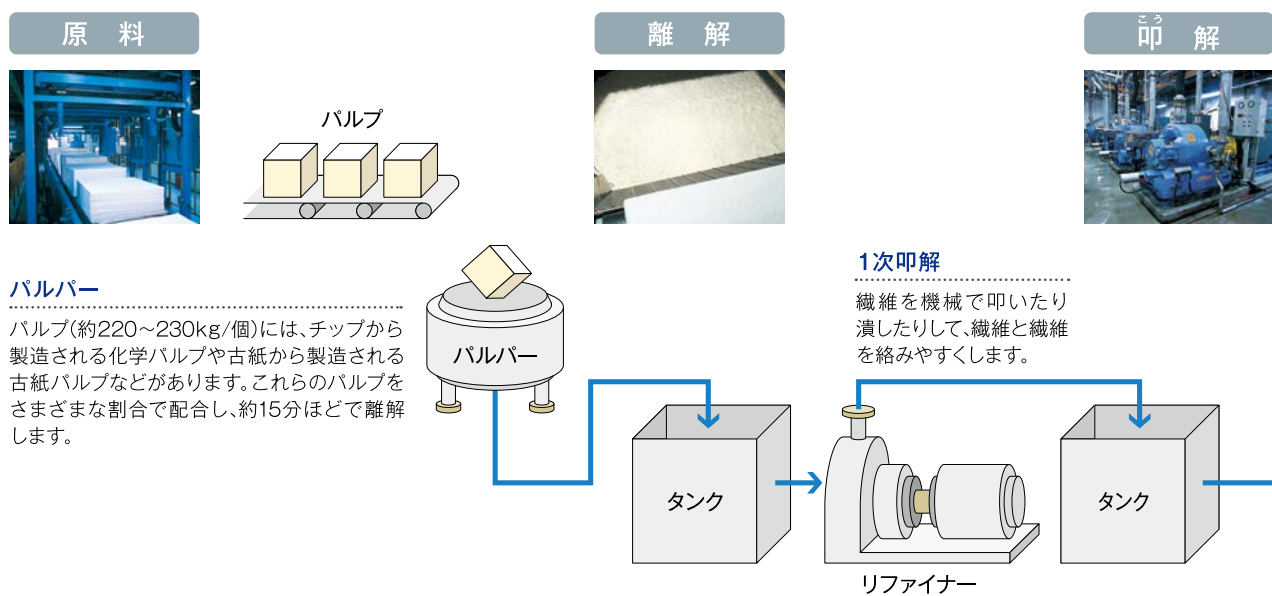 原料
離解
こう
叩解
パルプ
パルパー
パルプ(約220〜230kg/個)には、チップから
製造される化学パルプや古紙から製造される
古紙パルプなどがあります。これらのパルプを
さまざまな割合で配合し、約15分ほどで離解
します。
パルパー
1次叩解
繊維を機械で叩いたり
潰したりして、繊維と繊維
を絡みやすくします。
タンク
リファイナー
タンク